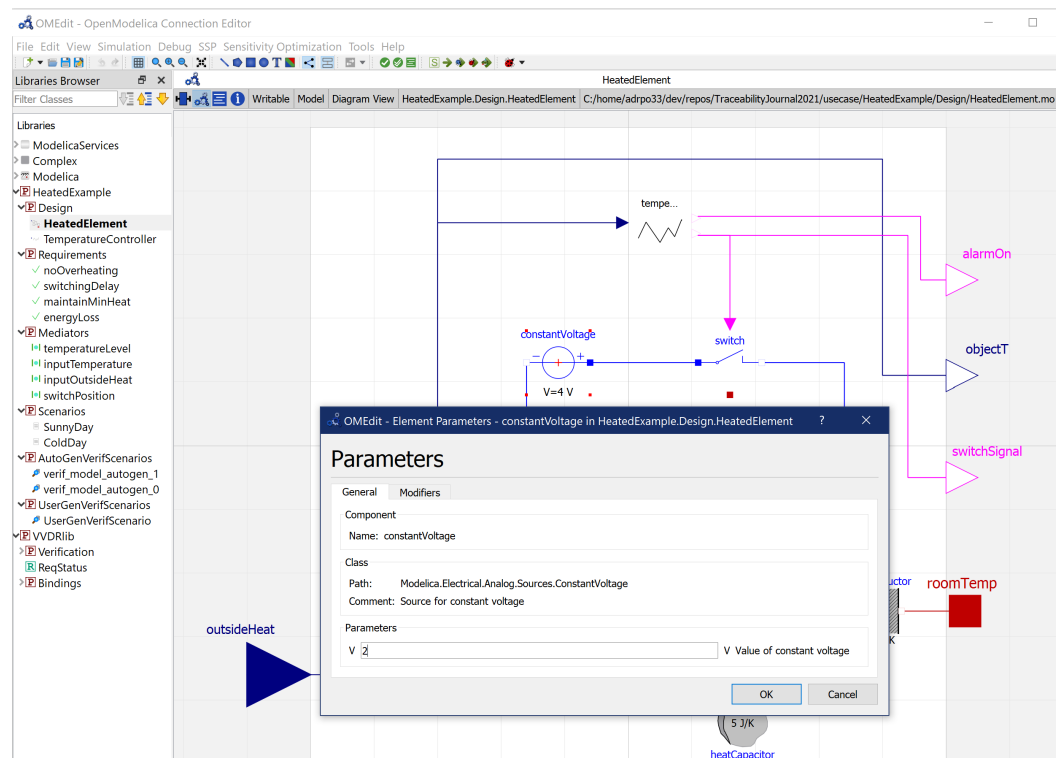 OMEdit - OpenModelica Connection Editor
File Edit View Simulation Debug SSP Sensitivity Optimization Tools Help
Libraries Browser
HeatedElement
Filter Classes
Writable Model Diagram View HeatedExample.Design.HeatedElement C:/home/adrpo33/dev/repos/TraceabilityJournal2021/usecase/HeatedExample/Design/HeatedElement.mo
Libraries
ModelicaServices
Complex
Modelica
HeatedExample
Design
HeatedElement
TemperatureController
Requirements
noOverheating
switchingDelay
maintainMinHeat
energyLoss
Mediators
temperatureLevel
inputTemperature
inputOutsideHeat
switchPosition
Scenarios
SunnyDay
ColdDay
AutoGenVerifScenarios
verif_model_autogen_1
verif_model_autogen_0
UserGenVerifScenarios
UserGenVerifScenario
VVDRlib
Verification
ReqStatus
Bindings
tempe...
alarmOn
constantVoltage
switch
objectT
V=4 V
switchSignal
OMEdit - Element Parameters - constantVoltage in HeatedExample.Design.HeatedElement
Parameters
General Modifiers
Component
Name: constantVoltage
Class
Path: Modelica.Electrical.Analog.Sources.ConstantVoltage
Comment: Source for constant voltage
Parameters
V 2 V Value of constant voltage
OK Cancel
uctor
roomTemp
K
outsideHeat
5 J/K
heatCapacitor